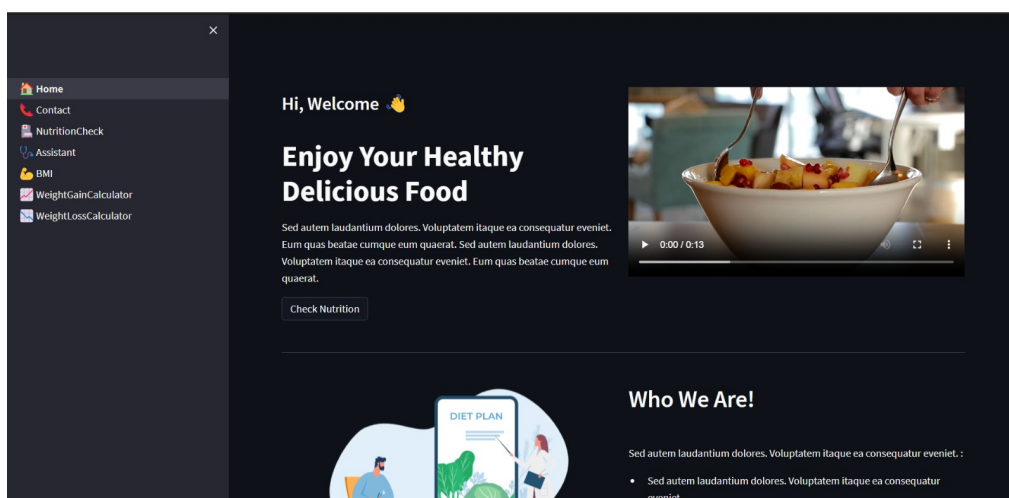 Home
Contact
NutritionCheck
Assistant
BMI
WeightGainCalculator
WeightLossCalculator
Hi, Welcome
Enjoy Your Healthy
Delicious Food
Sed autem laudantium dolores. Voluptatem itaque ea consequatur eveniet.
Eum quas beatae cumque eum quaerat. Sed autem laudantium dolores.
Voluptatem itaque ea consequatur eveniet. Eum quas beatae cumque eum
quaerat.
Check Nutrition
0:00 / 0:13
DIET PLAN
Who We Are!
Sed autem laudantium dolores. Voluptatem itaque ea consequatur eveniet. :
• Sed autem laudantium dolores. Voluptatem itaque ea consequatur
eveniet